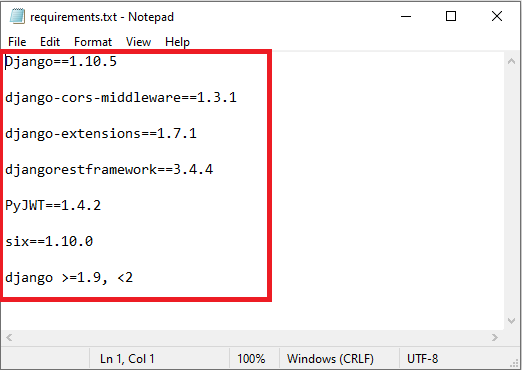 requirements.txt - Notepad
File Edit Format View Help
Django==1.10.5
django-cors-middleware==1.3.1
django-extensions==1.7.1
djangorestframework==3.4.4
PyJWT==1.4.2
six==1.10.0
django >=1.9, <2
Ln 1, Col 1 100% Windows (CRLF) UTF-8